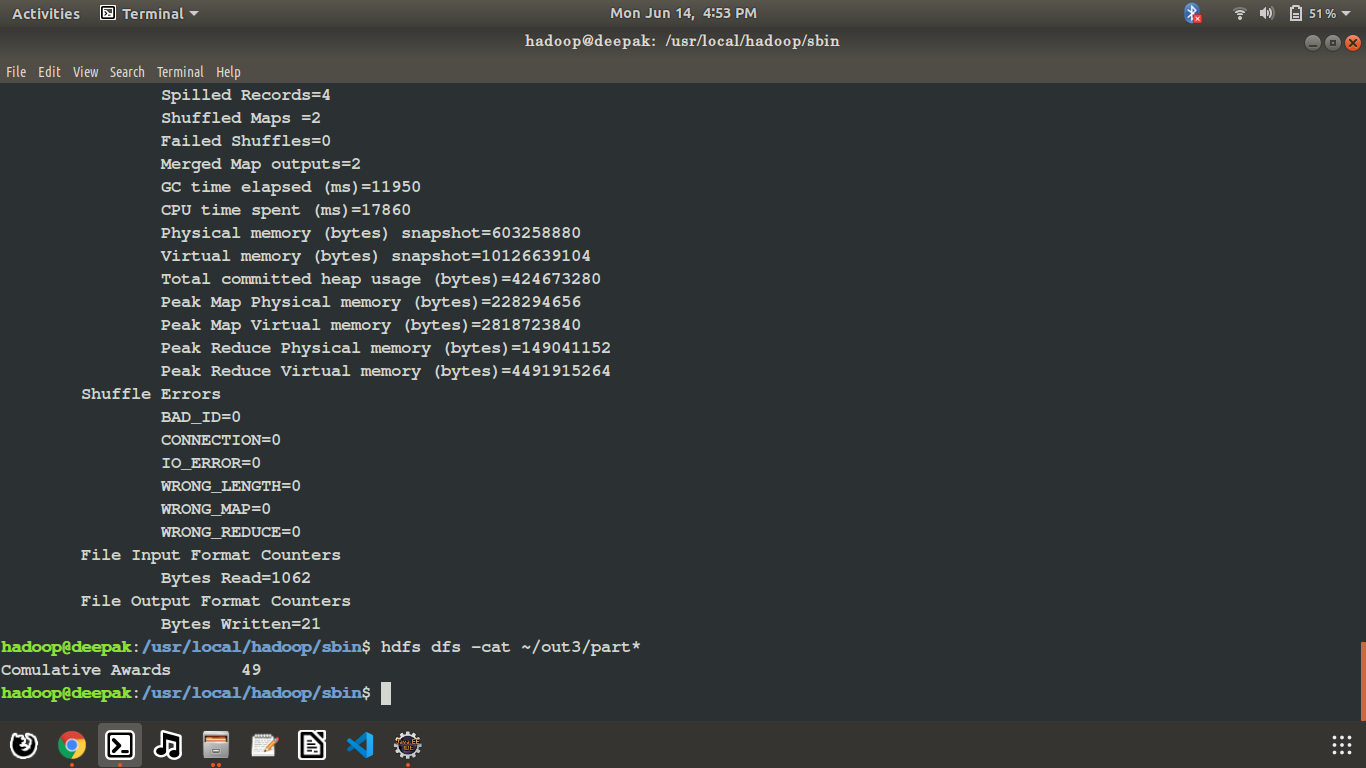 Activities Terminal Mon Jun 14, 4:53 PM 51%
hadoop@deepak: /usr/local/hadoop/sbin
File Edit View Search Terminal Help
Spilled Records=4
Shuffled Maps =2
Failed Shuffles=0
Merged Map outputs=2
GC time elapsed (ms)=11950
CPU time spent (ms)=17860
Physical memory (bytes) snapshot=603258880
Virtual memory (bytes) snapshot=10126639104
Total committed heap usage (bytes)=424673280
Peak Map Physical memory (bytes)=228294656
Peak Map Virtual memory (bytes)=2818723840
Peak Reduce Physical memory (bytes)=149041152
Peak Reduce Virtual memory (bytes)=4491915264
Shuffle Errors
BAD_ID=0
CONNECTION=0
IO_ERROR=0
WRONG_LENGTH=0
WRONG_MAP=0
WRONG_REDUCE=0
File Input Format Counters
Bytes Read=1062
File Output Format Counters
Bytes Written=21
hadoop@deepak:/usr/local/hadoop/sbin$ hdfs dfs -cat ~/out3/part*
Comulative Awards 49
hadoop@deepak:/usr/local/hadoop/sbin$